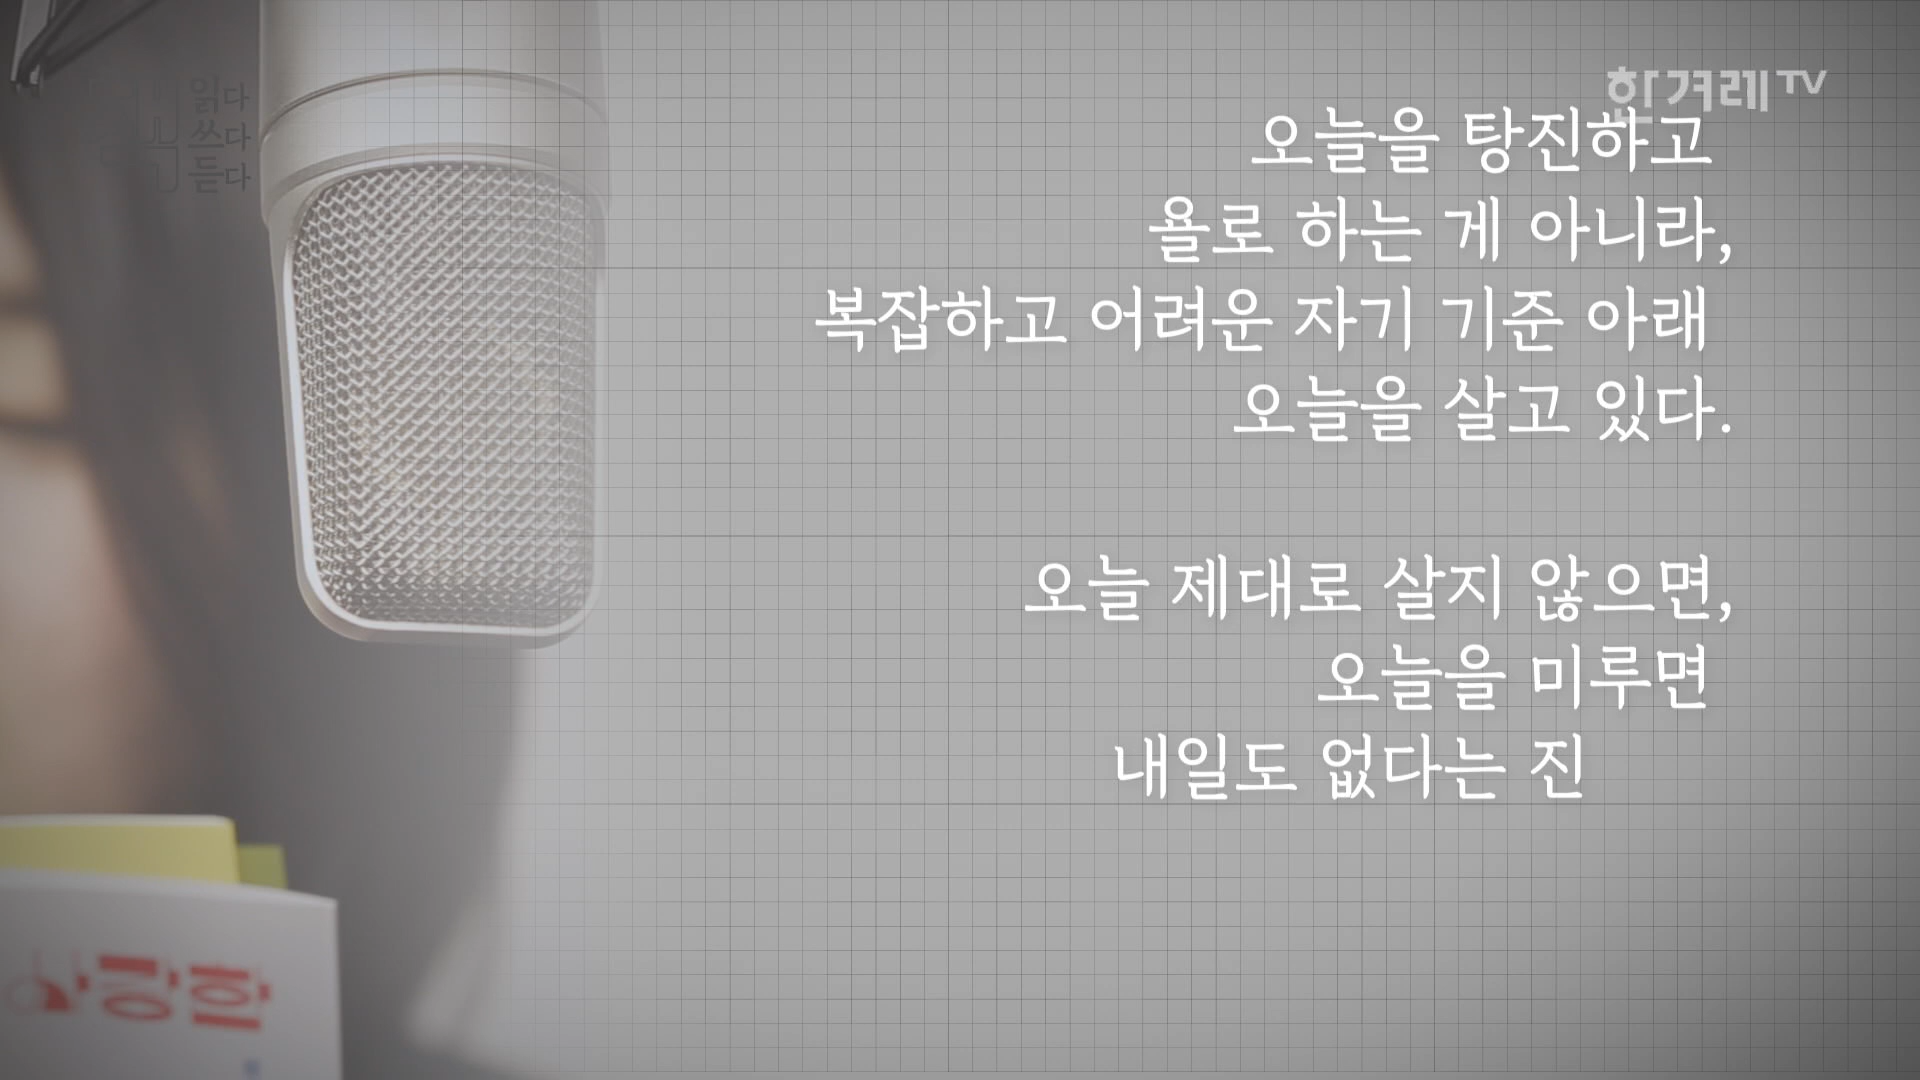 한겨레TV
읽다
쓰다
듣다
오늘을 탕진하고
욜로 하는 게 아니라,
복잡하고 어려운 자기 기준 아래
오늘을 살고 있다.
오늘 제대로 살지 않으면,
오늘을 미루면
내일도 없다는 진